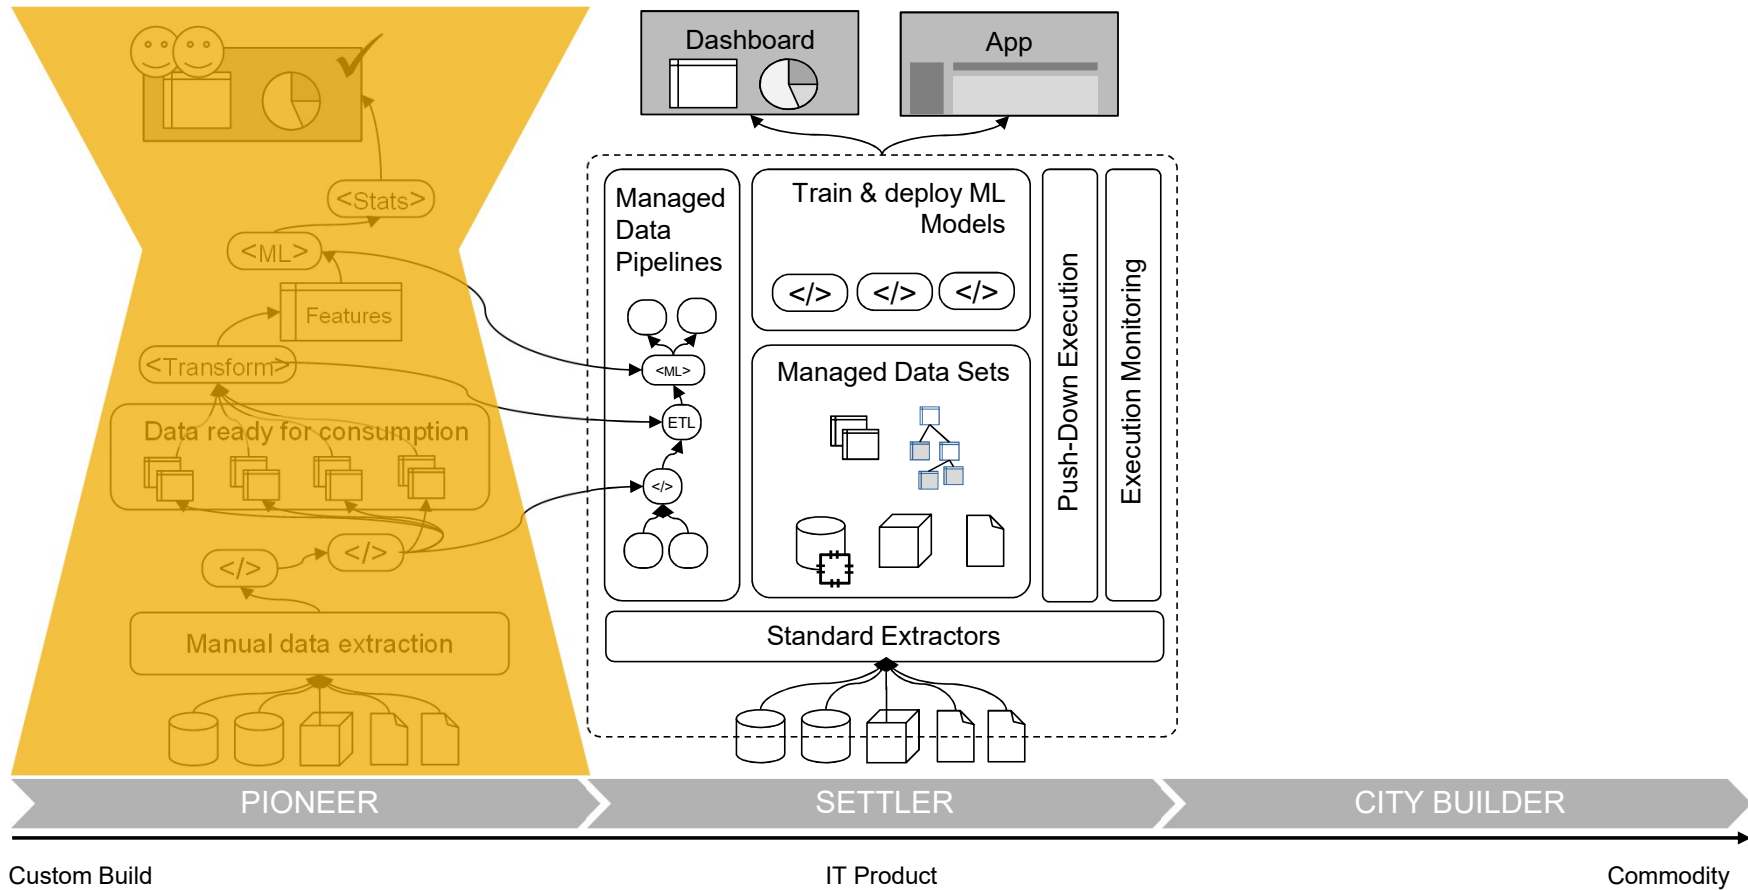 Dashboard
App
<Stats>
<ML>
Features
<Transform>
Data ready for consumption
</>
</>
Manual data extraction
Managed
Data
Pipelines
<ML>
ETL
</>
Train & deploy ML
Models
</>
</>
</>
Managed Data Sets
Push-Down Execution
Execution Monitoring
Standard Extractors
PIONEER
SETTLER
CITY BUILDER
Custom Build
IT Product
Commodity